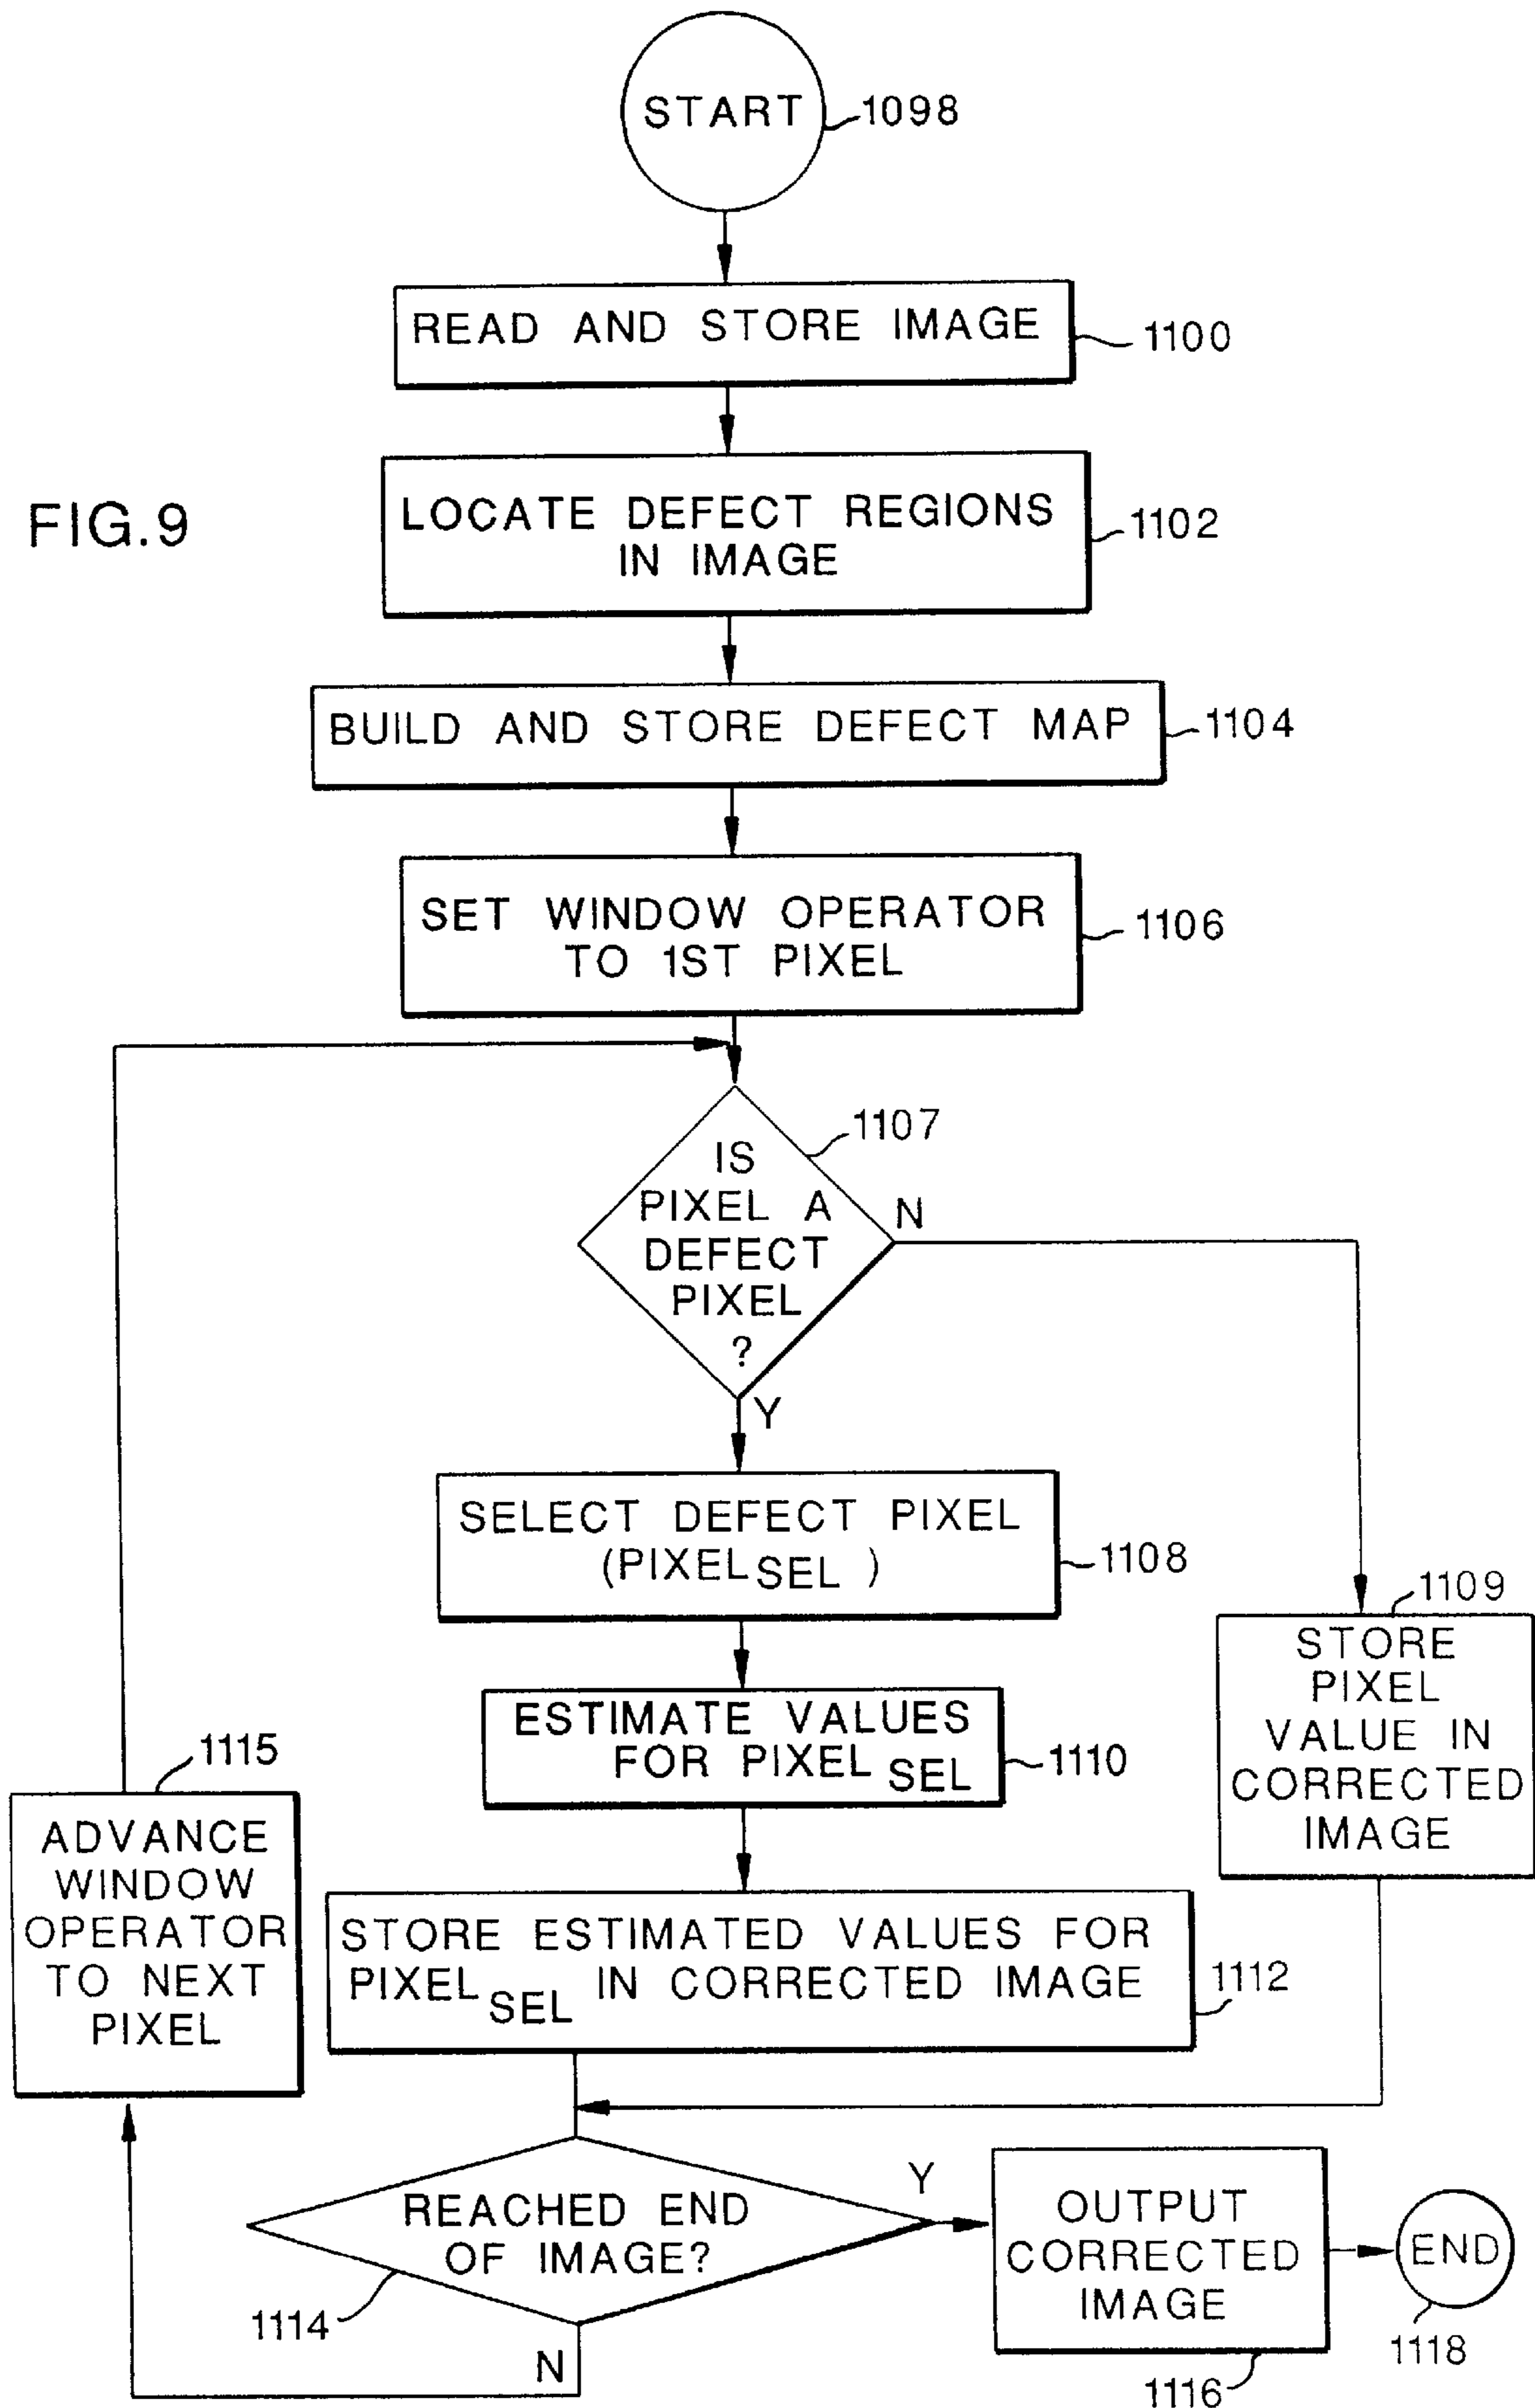 START
1098
READ AND STORE IMAGE
1100
FIG.9
LOCATE DEFECT REGIONS
IN IMAGE
1102
BUILD AND STORE DEFECT MAP
1104
SET WINDOW OPERATOR
TO 1ST PIXEL
1106
1107
IS
PIXEL A
DEFECT
PIXEL
?
N
Y
SELECT DEFECT PIXEL
(PIXEL SEL )
1108
1109
STORE
PIXEL
VALUE IN
CORRECTED
IMAGE
ESTIMATE VALUES
FOR PIXEL SEL
1110
1115
ADVANCE
WINDOW
OPERATOR
TO NEXT
PIXEL
STORE ESTIMATED VALUES FOR
PIXEL SEL IN CORRECTED IMAGE
1112
REACHED END
OF IMAGE?
1114
Y
N
OUTPUT
CORRECTED
IMAGE
1116
END
1118